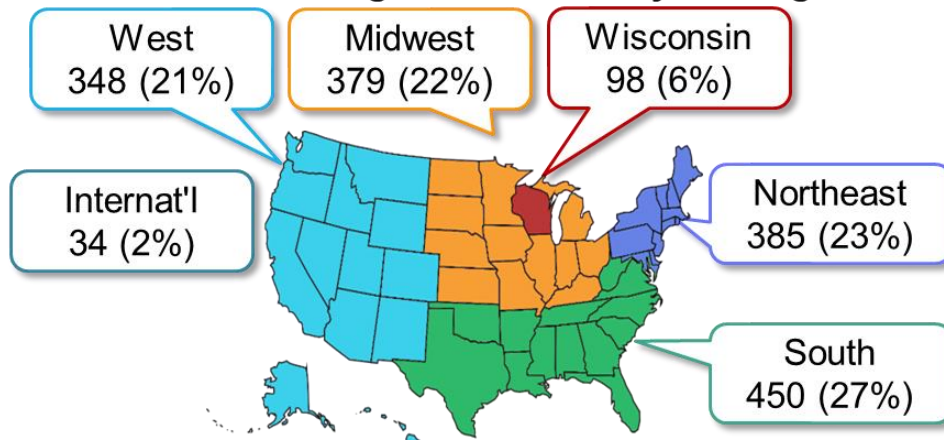 West
348 (21%)
Midwest
379 (22%)
Wisconsin
98 (6%)
Internat'l
34 (2%)
Northeast
385 (23%)
South
450 (27%)